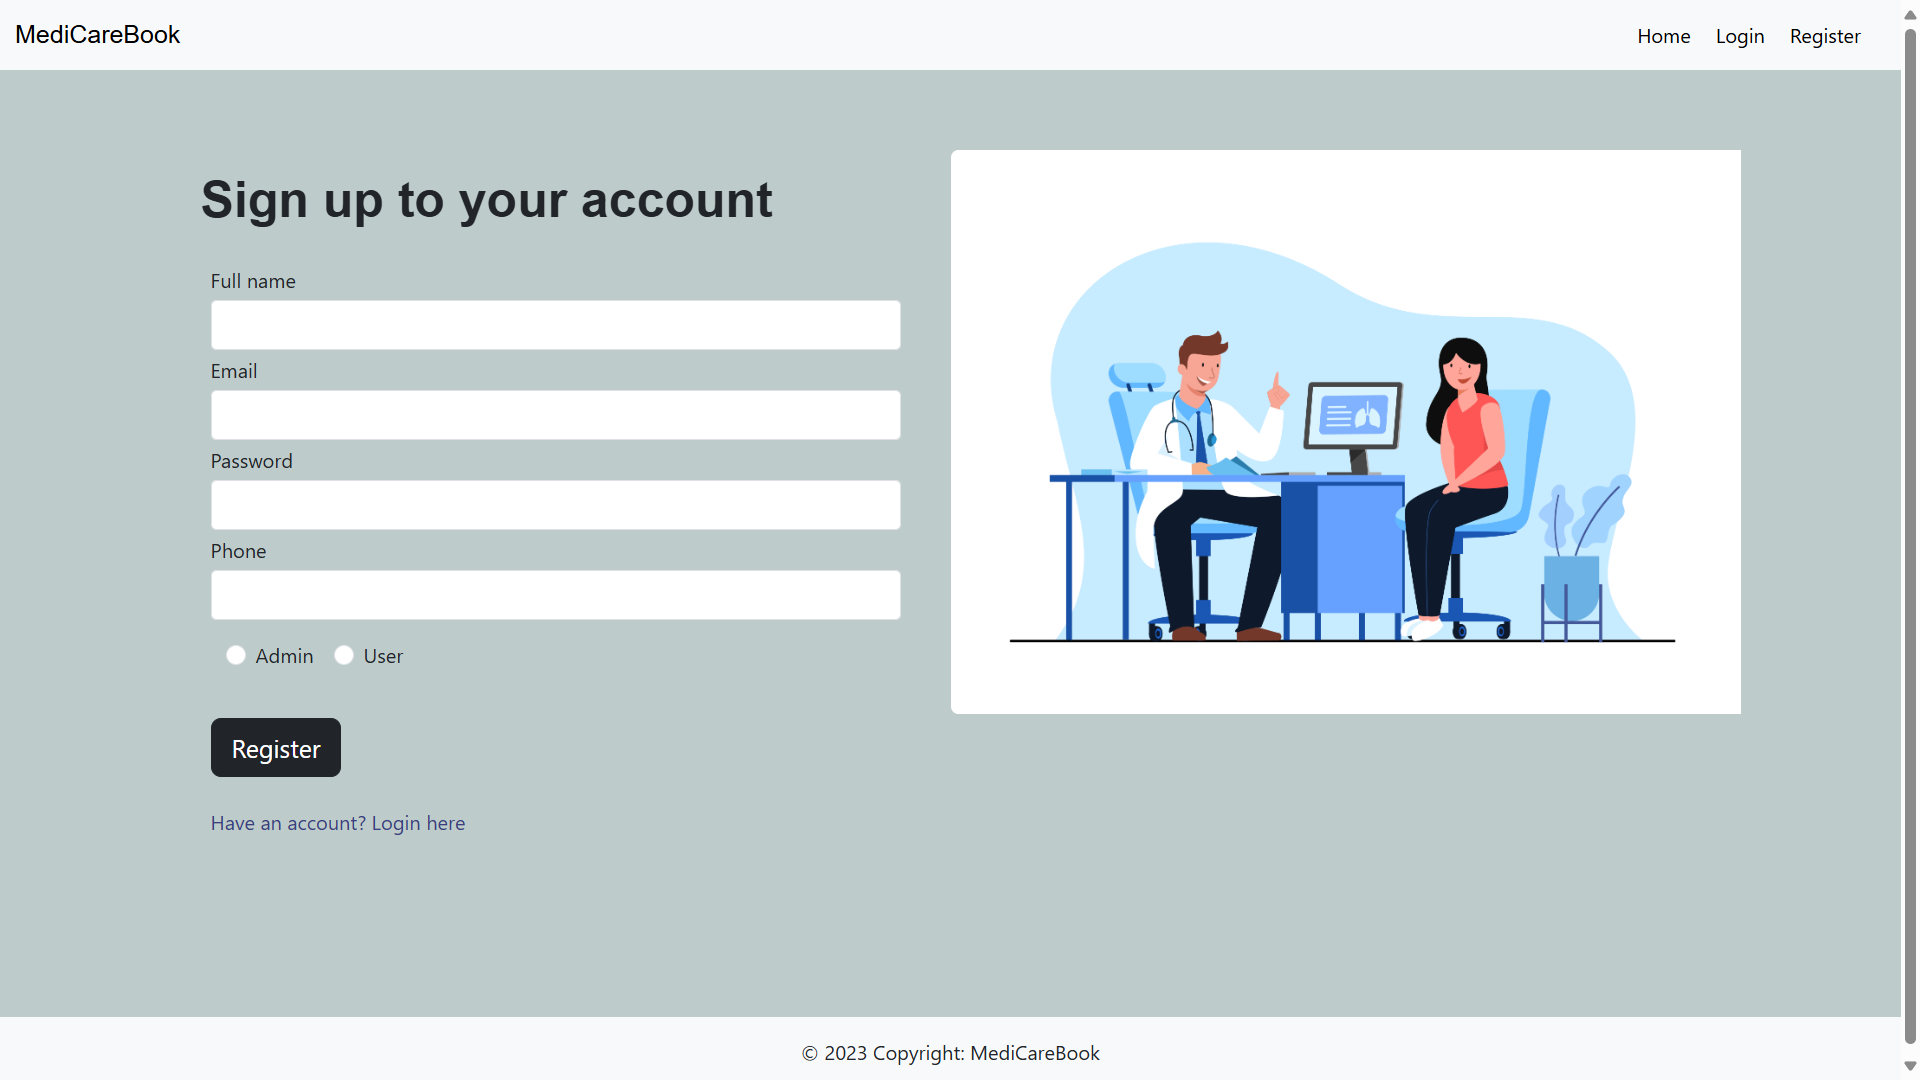 MediCareBook
Home Login Register
Sign up to your account
Full name
Email
Password
Phone
Admin User
Register
Have an account? Login here
© 2023 Copyright: MediCareBook